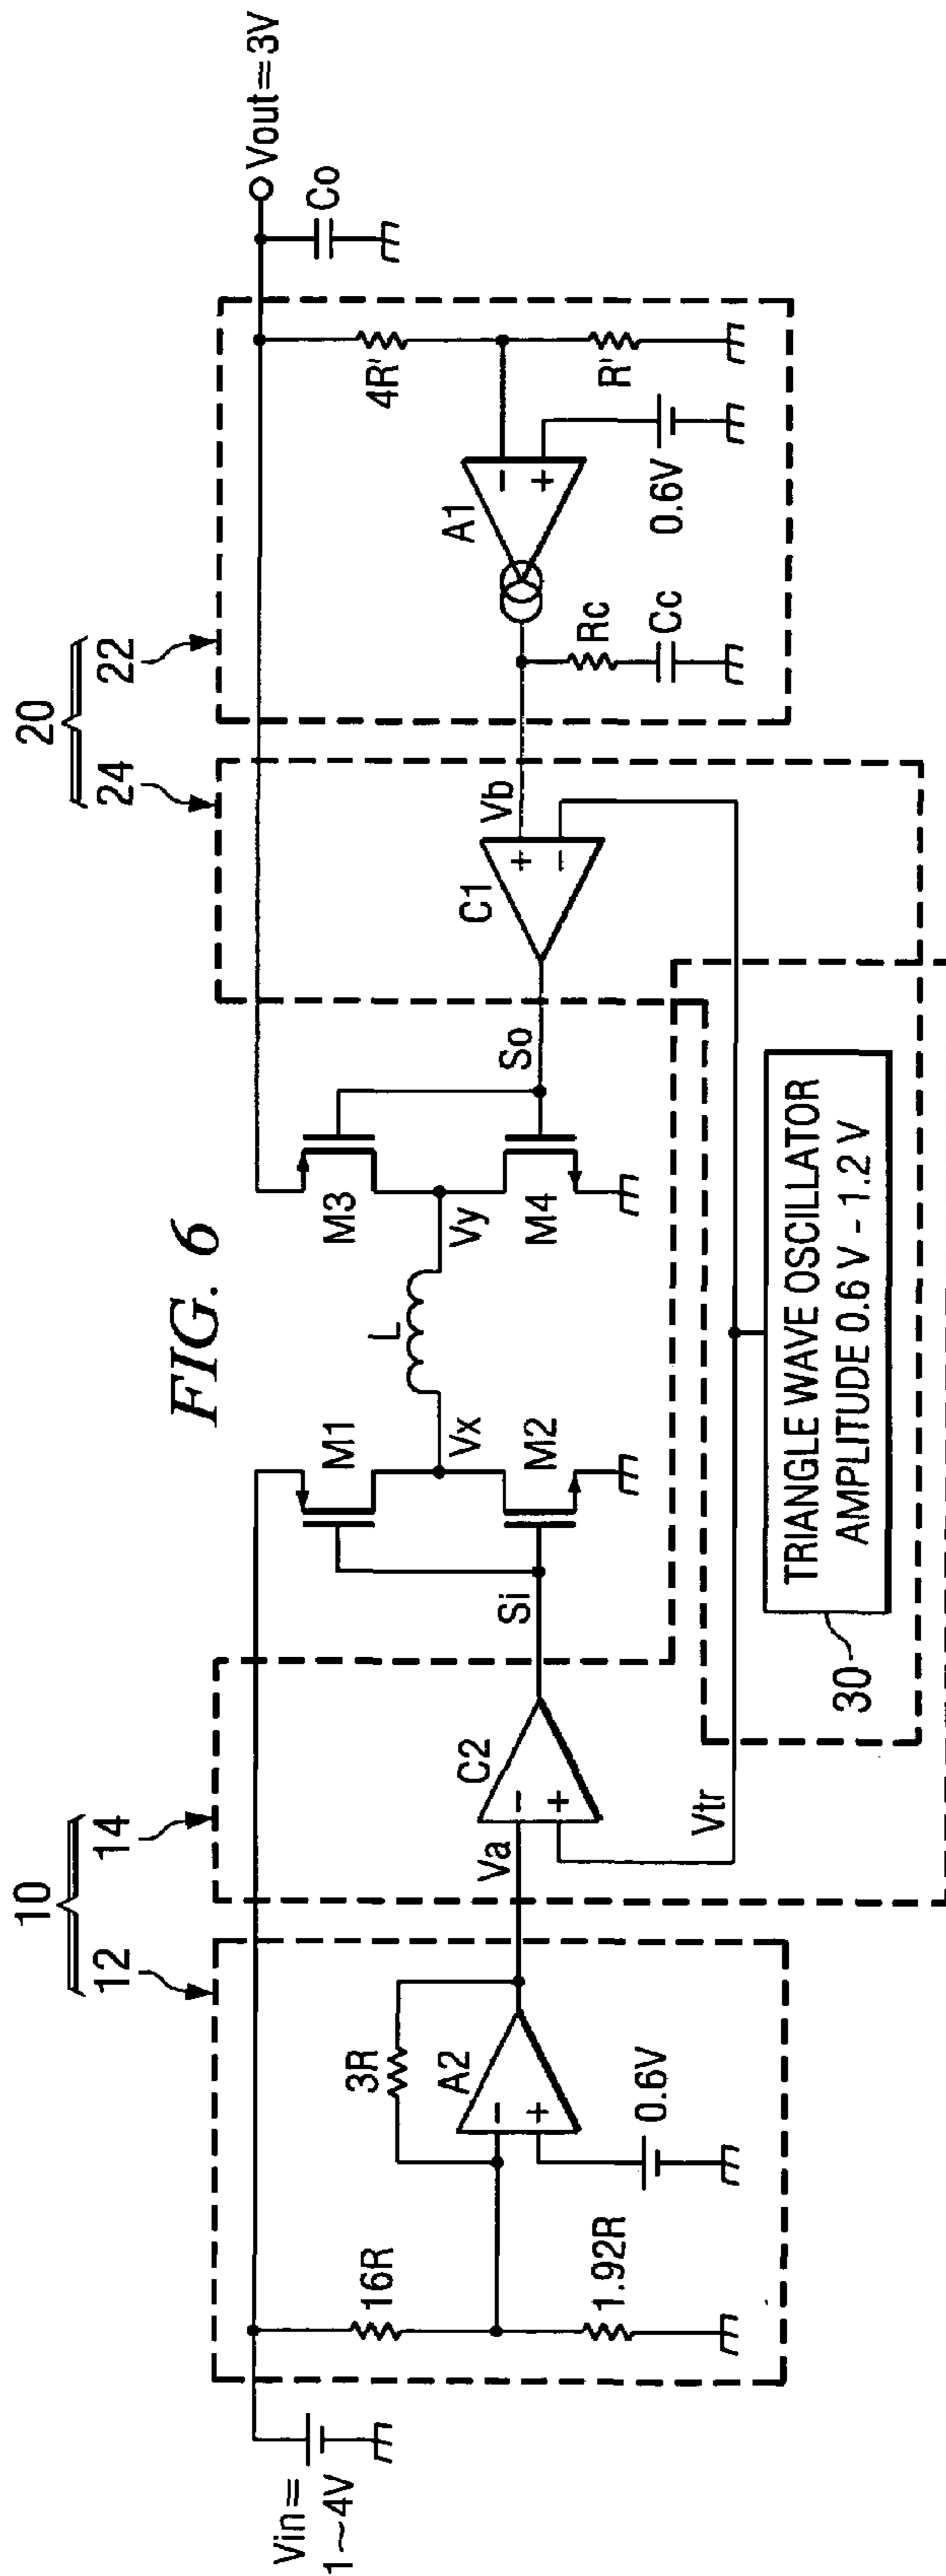 FIG. 6
10
12
14
20
24
22
Vin=
1~4V
16R
1.92R
3R
A2
−
+
0.6V
Va
C2
−
+
Si
M1
M2
Vx
L
Vy
M3
M4
So
C1
+
−
Vb
Rc
Cc
A1
−
+
0.6V
4R'
R'
Co
Vout=3V
Vtr
30
TRIANGLE WAVE OSCILLATOR
AMPLITUDE 0.6 V - 1.2 V